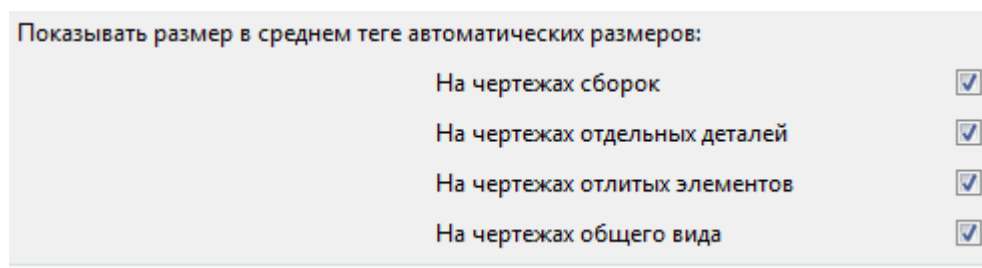 Показывать размер в среднем теге автоматических размеров:
На чертежах сборок
На чертежах отдельных деталей
На чертежах отлитых элементов
На чертежах общего вида